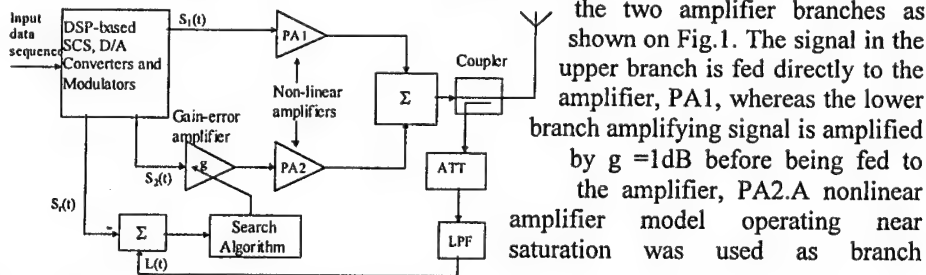 Input
data
sequence
DSP-based
SCS, D/A
Converters and
Modulators
S₁(t)
PA1
Non-linear
amplifiers
Gain-error
amplifier
g
S₂(t)
PA2
Σ
Coupler
ATT
LPF
Sᵣ(t)
-
Σ
Search
Algorithm
L(t)
the two amplifier branches as
shown on Fig.1. The signal in the
upper branch is fed directly to the
amplifier, PA1, whereas the lower
branch amplifying signal is amplified
by g =1dB before being fed to
the amplifier, PA2.A nonlinear
amplifier model operating near
saturation was used as branch